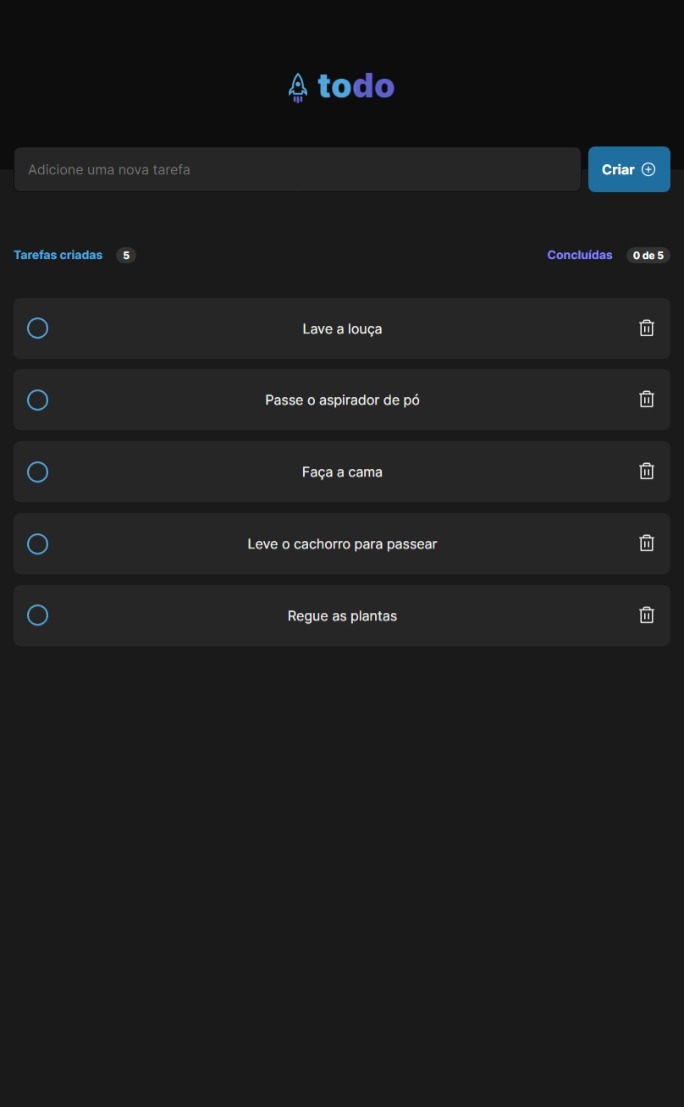 todo
Adicione uma nova tarefa
Criar
Tarefas criadas 5
Concluídas 0 de 5
Lave a louça
Passe o aspirador de pó
Faça a cama
Leve o cachorro para passear
Regue as plantas